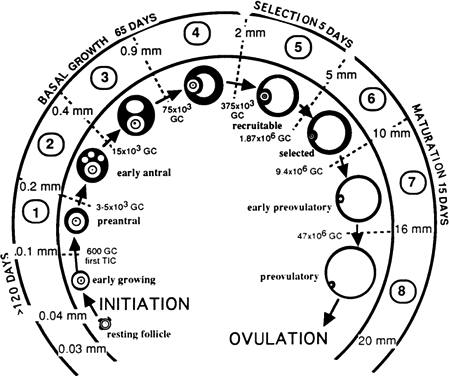 >120 DAYS
BASAL GROWTH 65 DAYS
SELECTION 5 DAYS
MATURATION 15 DAYS
0.03 mm
0.04 mm
0.1 mm
0.2 mm
0.4 mm
0.9 mm
2 mm
5 mm
10 mm
16 mm
20 mm
1
2
3
4
5
6
7
8
resting follicle
INITIATION
early growing
600 GC
first TIC
preantral
3-5x10³ GC
early antral
15x10³ GC
75x10³
GC
375x10³
GC
recruitable
1.87x10⁶ GC
selected
9.4x10⁶ GC
early preovulatory
47x10⁶ GC
preovulatory
OVULATION